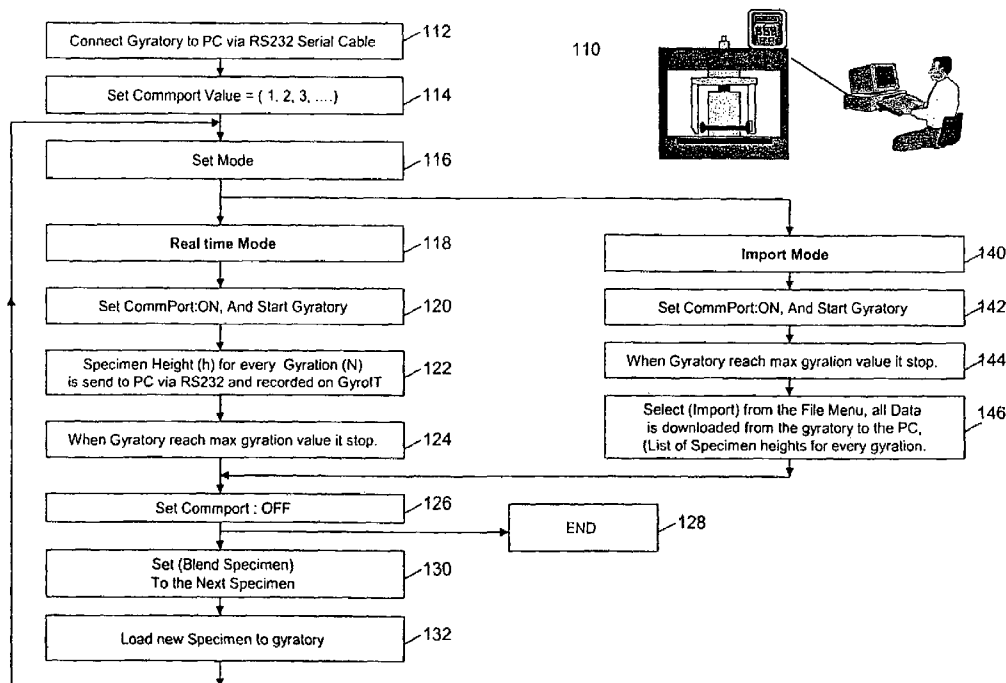 Connect Gyratory to PC via RS232 Serial Cable
112
Set Commport Value = ( 1, 2, 3, ....)
114
110
Set Mode
116
Real time Mode
118
Set CommPort:ON, And Start Gyratory
120
Specimen Height (h) for every Gyration (N)
is send to PC via RS232 and recorded on GyroIT
122
When Gyratory reach max gyration value it stop.
124
Import Mode
140
Set CommPort:ON, And Start Gyratory
142
When Gyratory reach max gyration value it stop.
144
Select (Import) from the File Menu, all Data
is downloaded from the gyratory to the PC,
(List of Specimen heights for every gyration.
146
Set Commport : OFF
126
END
128
Set (Blend Specimen)
To the Next Specimen
130
Load new Specimen to gyratory
132